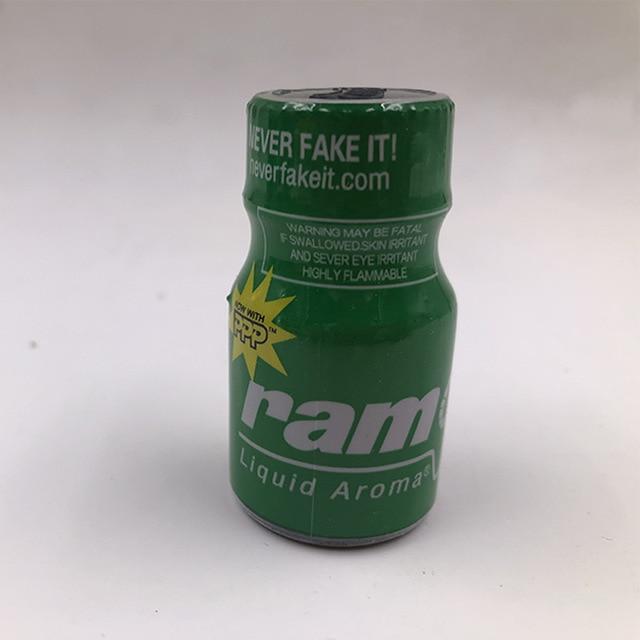 NEVER FAKE IT!
neverfakeit.com
WARNING MAY BE FATAL
IF SWALLOWED.SKIN IRRITANT
AND SEVER EYE IRRITANT
HIGHLY FLAMMABLE
NOW WITH
PPP™
ram
Liquid Aroma®